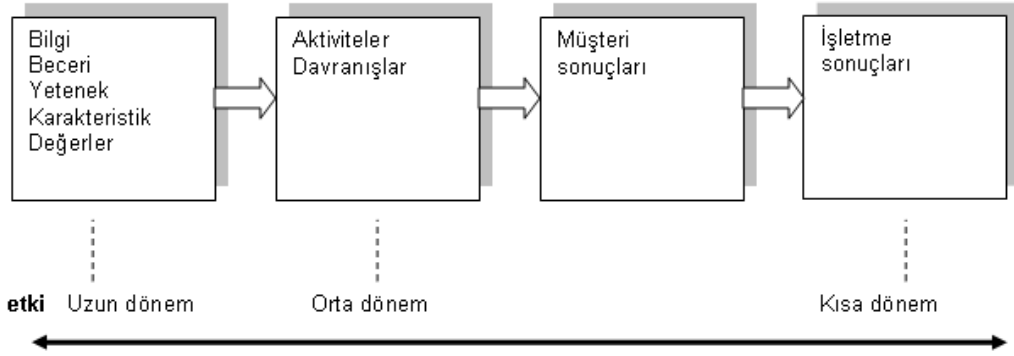 Bilgi
Beceri
Yetenek
Karakteristik
Değerler
Aktiviteler
Davranışlar
Müşteri
sonuçları
İşletme
sonuçları
etki Uzun dönem Orta dönem Kısa dönem